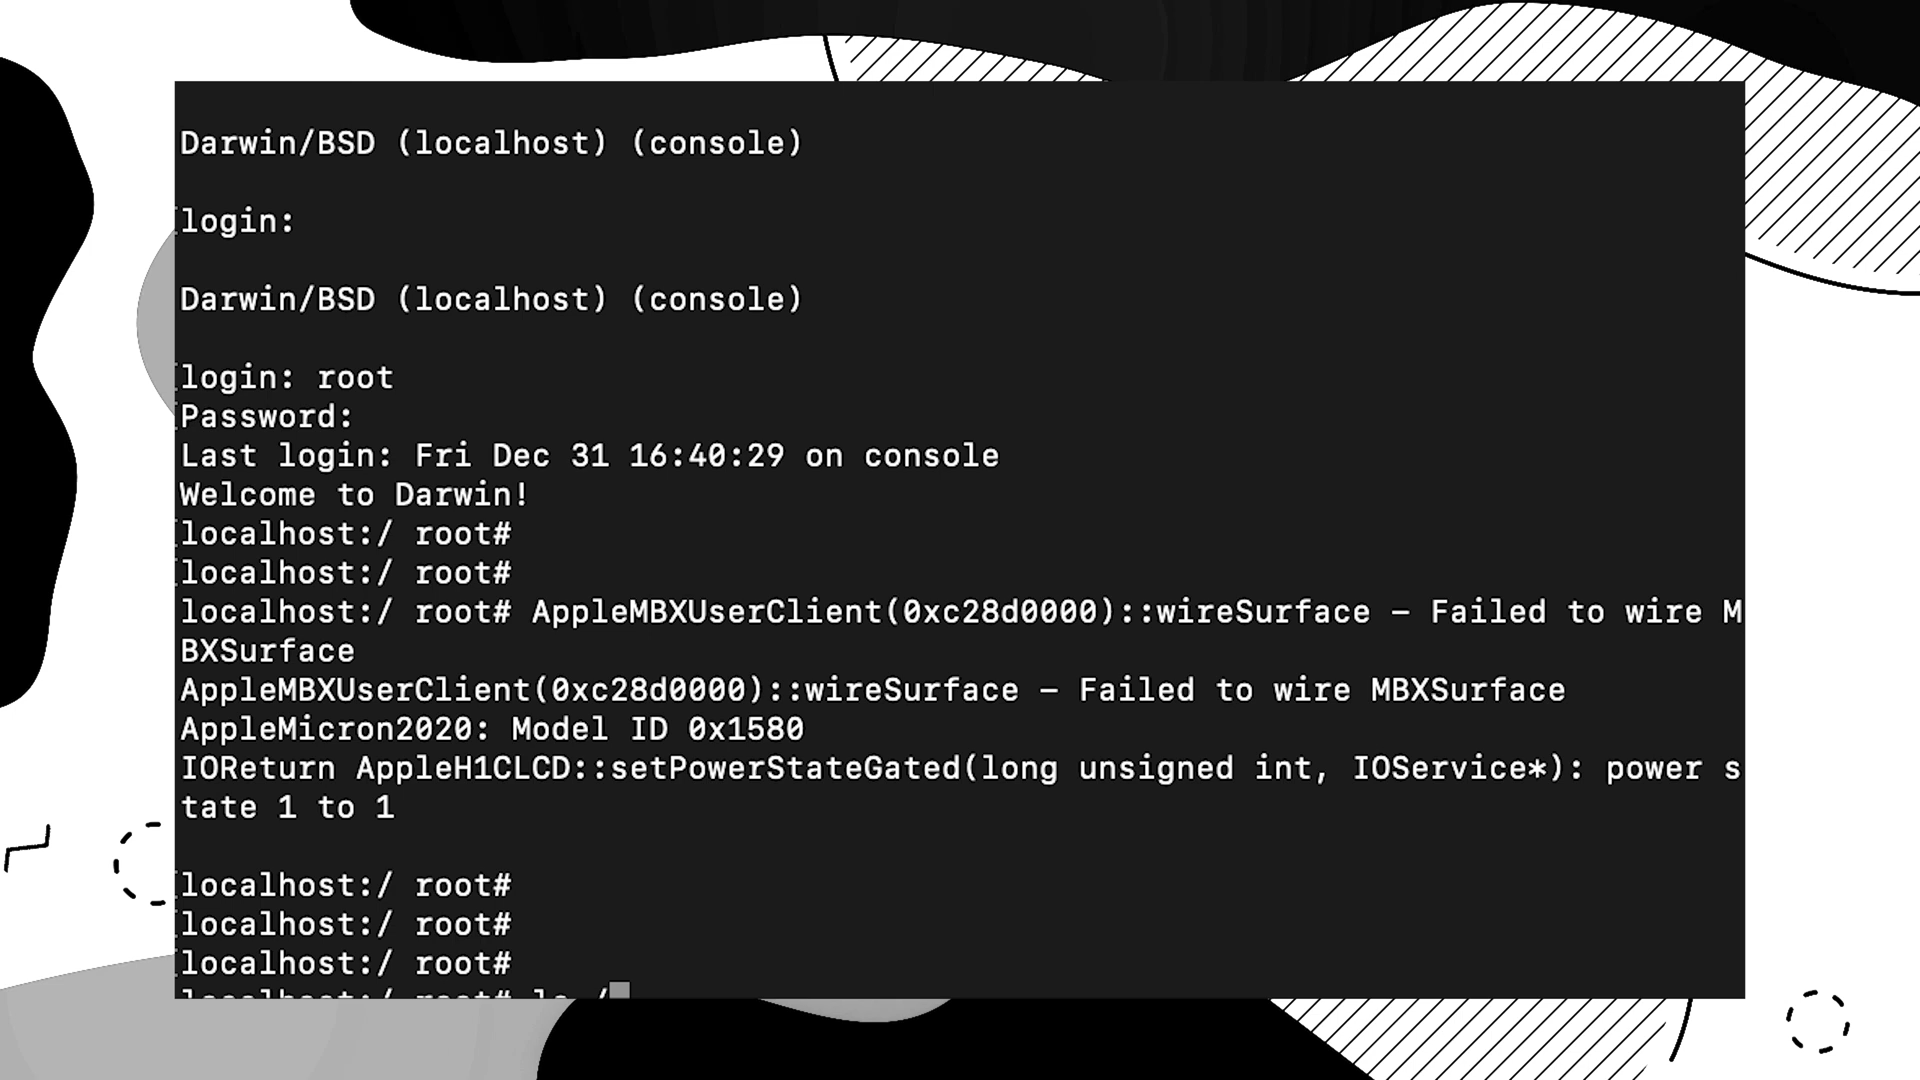 Darwin/BSD (localhost) (console)
login:
Darwin/BSD (localhost) (console)
login: root
Password:
Last login: Fri Dec 31 16:40:29 on console
Welcome to Darwin!
localhost:/ root#
localhost:/ root#
localhost:/ root# AppleMBXUserClient(0xc28d0000)::wireSurface – Failed to wire M
BXSurface
AppleMBXUserClient(0xc28d0000)::wireSurface – Failed to wire MBXSurface
AppleMicron2020: Model ID 0x1580
IOReturn AppleH1CLCD::setPowerStateGated(long unsigned int, IOService*): power s
tate 1 to 1
localhost:/ root#
localhost:/ root#
localhost:/ root#
localhost:/ root# ls /